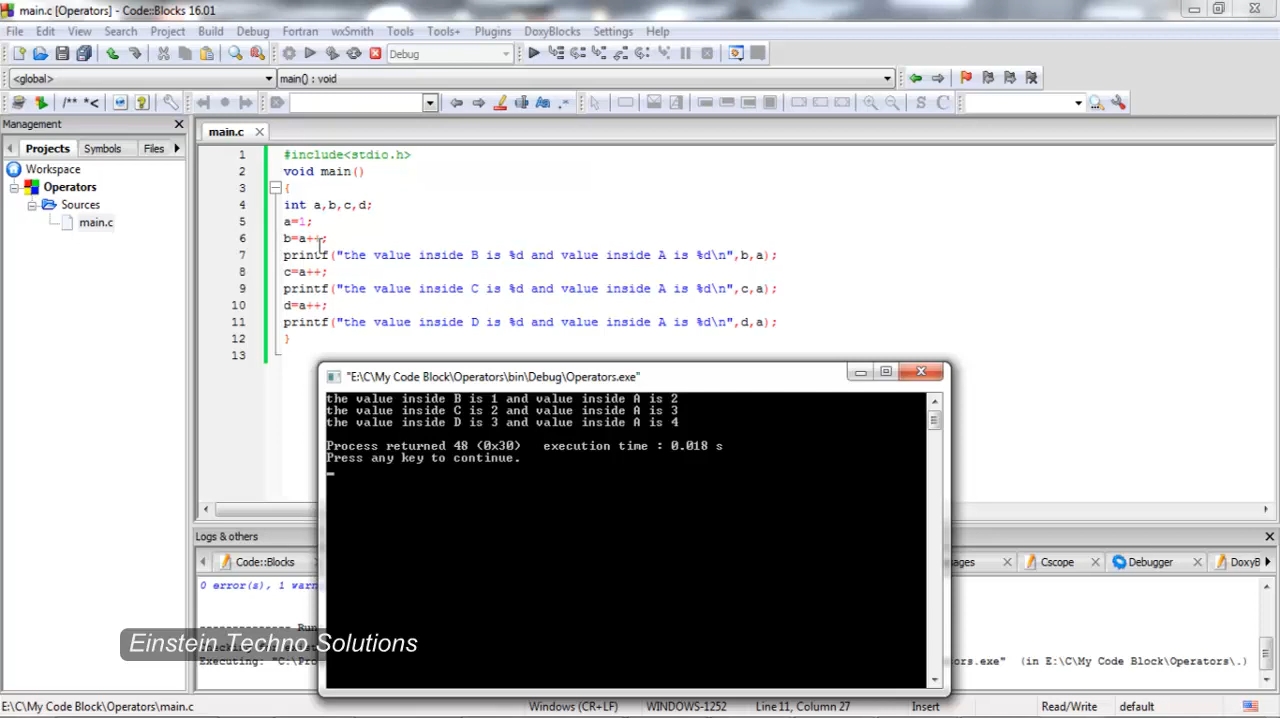 main.c [Operators] - Code::Blocks 16.01
File Edit View Search Project Build Debug Fortran wxSmith Tools Tools+ Plugins DoxyBlocks Settings Help
Debug
<global> main() : void
/** *< S C
Management
Projects Symbols Files
Workspace
Operators
Sources
main.c
main.c
1 #include<stdio.h>
2 void main()
3 {
4 int a,b,c,d;
5 a=1;
6 b=a++;
7 printf("the value inside B is %d and value inside A is %d\n",b,a);
8 c=a++;
9 printf("the value inside C is %d and value inside A is %d\n",c,a);
10 d=a++;
11 printf("the value inside D is %d and value inside A is %d\n",d,a);
12 }
13
"E:\C\My Code Block\Operators\bin\Debug\Operators.exe"
the value inside B is 1 and value inside A is 2
the value inside C is 2 and value inside A is 3
the value inside D is 3 and value inside A is 4
Process returned 48 (0x30) execution time : 0.018 s
Press any key to continue.
Logs & others
Code::Blocks Cscope Debugger DoxyB
0 error(s), 1 warn
-------------- Run
Einstein Techno Solutions
Executing: "C:\Pro ors.exe" (in E:\C\My Code Block\Operators\.)
E:\C\My Code Block\Operators\main.c Windows (CR+LF) WINDOWS-1252 Line 11, Column 27 Insert Read/Write default